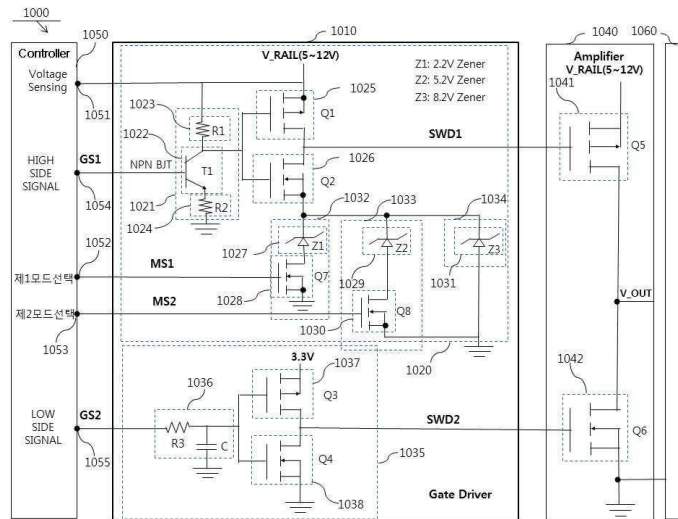 1000
1010
1040
1060
1050
Controller
Amplifier
V_RAIL(5~12V)
V_RAIL(5~12V)
Voltage
Sensing
1051
Z1: 2.2V Zener
Z2: 5.2V Zener
Z3: 8.2V Zener
1025
1041
1023
R1
Q1
1022
1026
SWD1
Q5
HIGH
SIDE
SIGNAL
GS1
NPN BJT
T1
Q2
1054
1021
R2
1032
1033
1034
1024
1027
Z1
Z2
Z3
1052
제1모드선택
MS1
Q7
1029
1031
1028
V_OUT
제2모드선택
MS2
Q8
1030
1053
1020
3.3V
1037
1042
1036
Q3
LOW
SIDE
SIGNAL
GS2
SWD2
R3
C
Q4
Q6
1035
1055
1038
Gate Driver